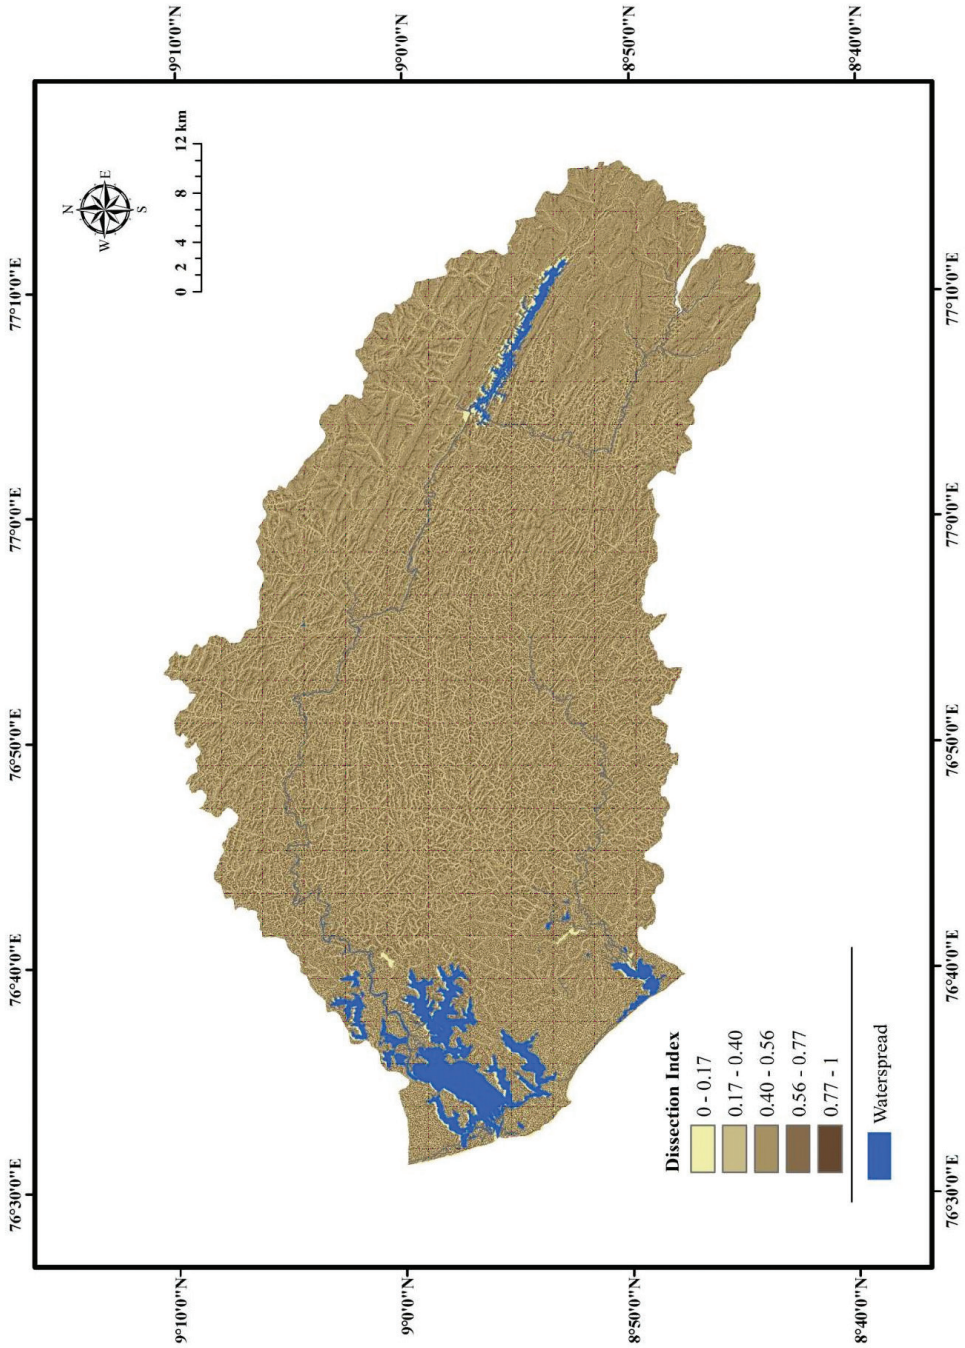 76°30'0"E
76°40'0"E
76°50'0"E
77°0'0"E
77°10'0"E
9°10'0"N
9°0'0"N
8°50'0"N
8°40'0"N
9°10'0"N
9°0'0"N
8°50'0"N
8°40'0"N
N
W
E
S
0 2 4 8 12 km
Dissection Index
0 - 0.17
0.17 - 0.40
0.40 - 0.56
0.56 - 0.77
0.77 - 1
Waterspread
76°30'0"E
76°40'0"E
76°50'0"E
77°0'0"E
77°10'0"E